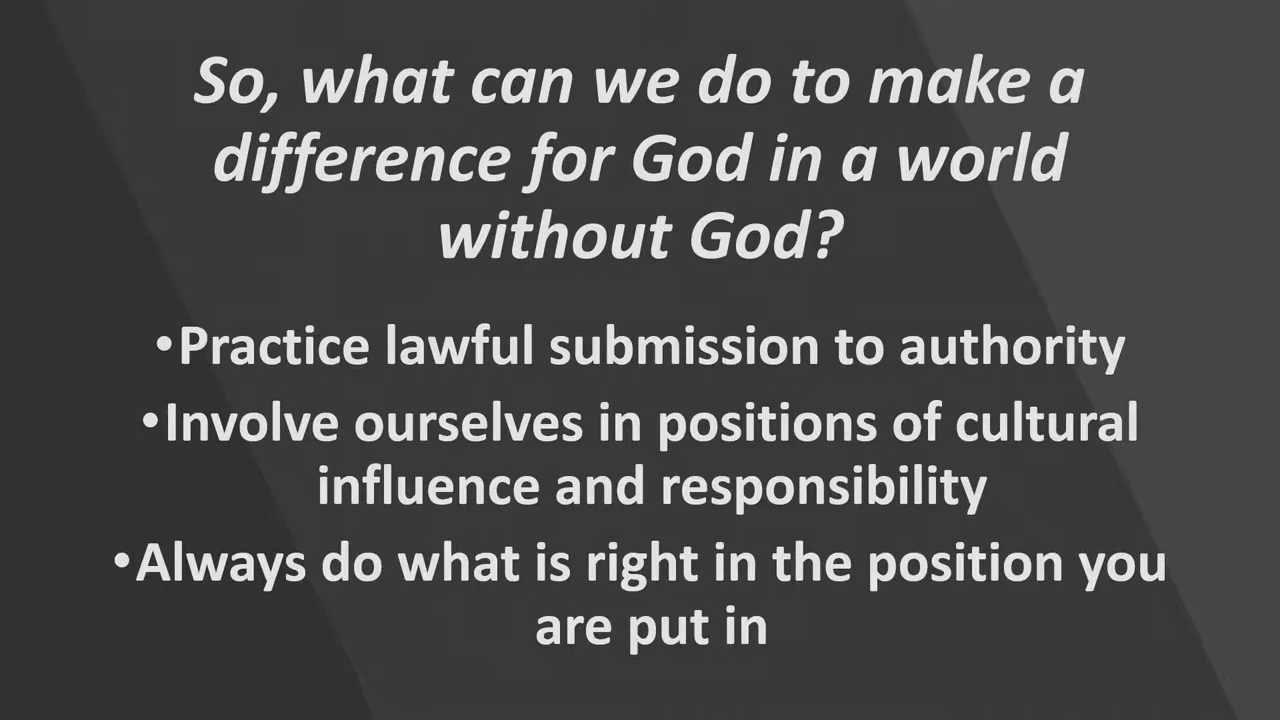 So, what can we do to make a
difference for God in a world
without God?
•Practice lawful submission to authority
•Involve ourselves in positions of cultural
influence and responsibility
•Always do what is right in the position you
are put in